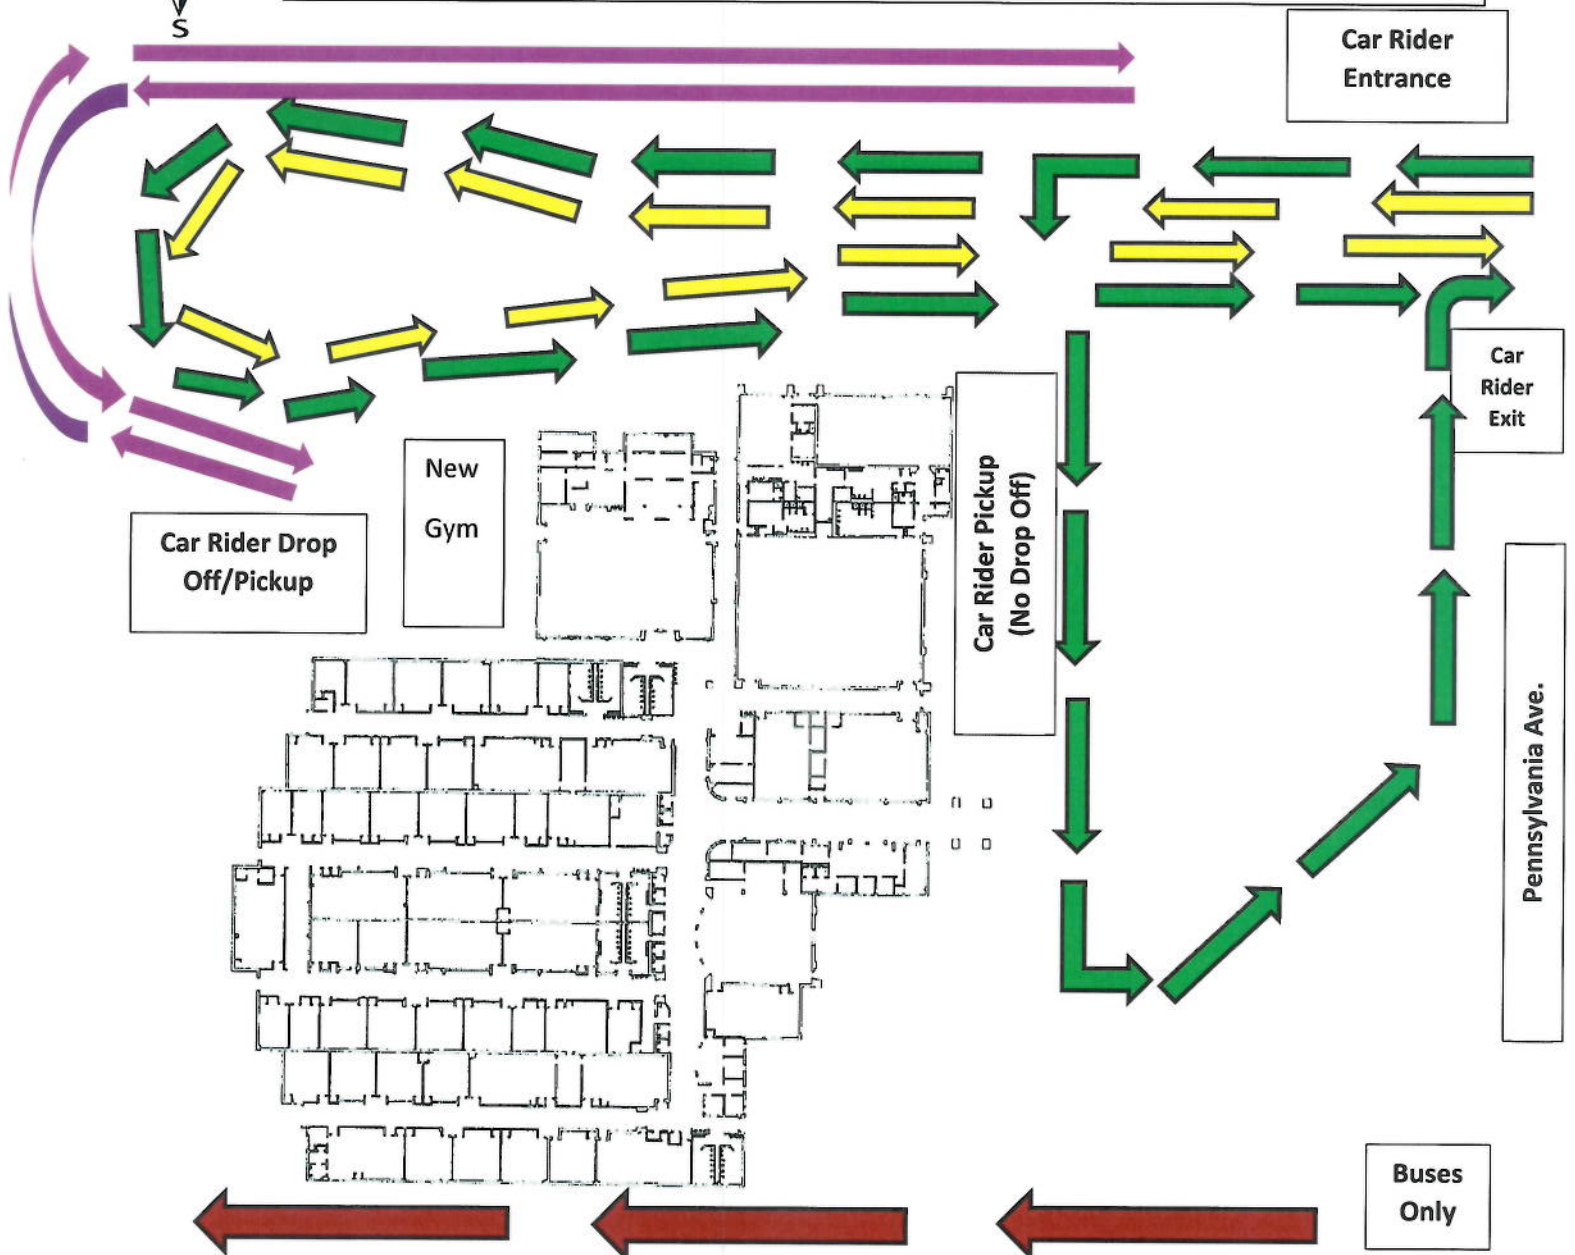 S
Car Rider
Entrance
Car
Rider
Exit
New
Gym
Car Rider Pickup
(No Drop Off)
Car Rider Drop
Off/Pickup
Pennsylvania Ave.
Buses
Only